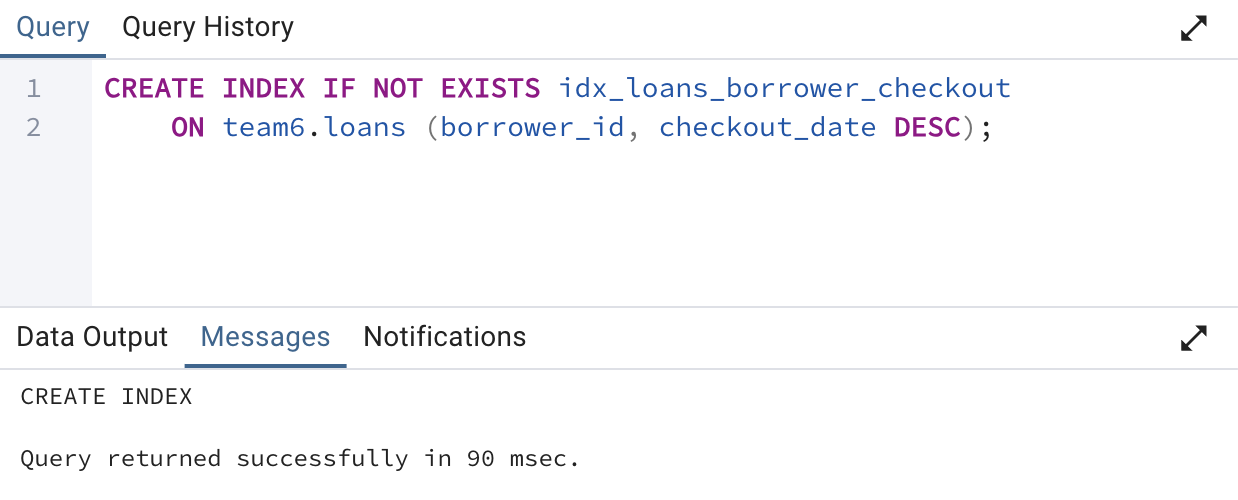 Query Query History
1 CREATE INDEX IF NOT EXISTS idx_loans_borrower_checkout
2     ON team6.loans (borrower_id, checkout_date DESC);
Data Output Messages Notifications
CREATE INDEX
Query returned successfully in 90 msec.